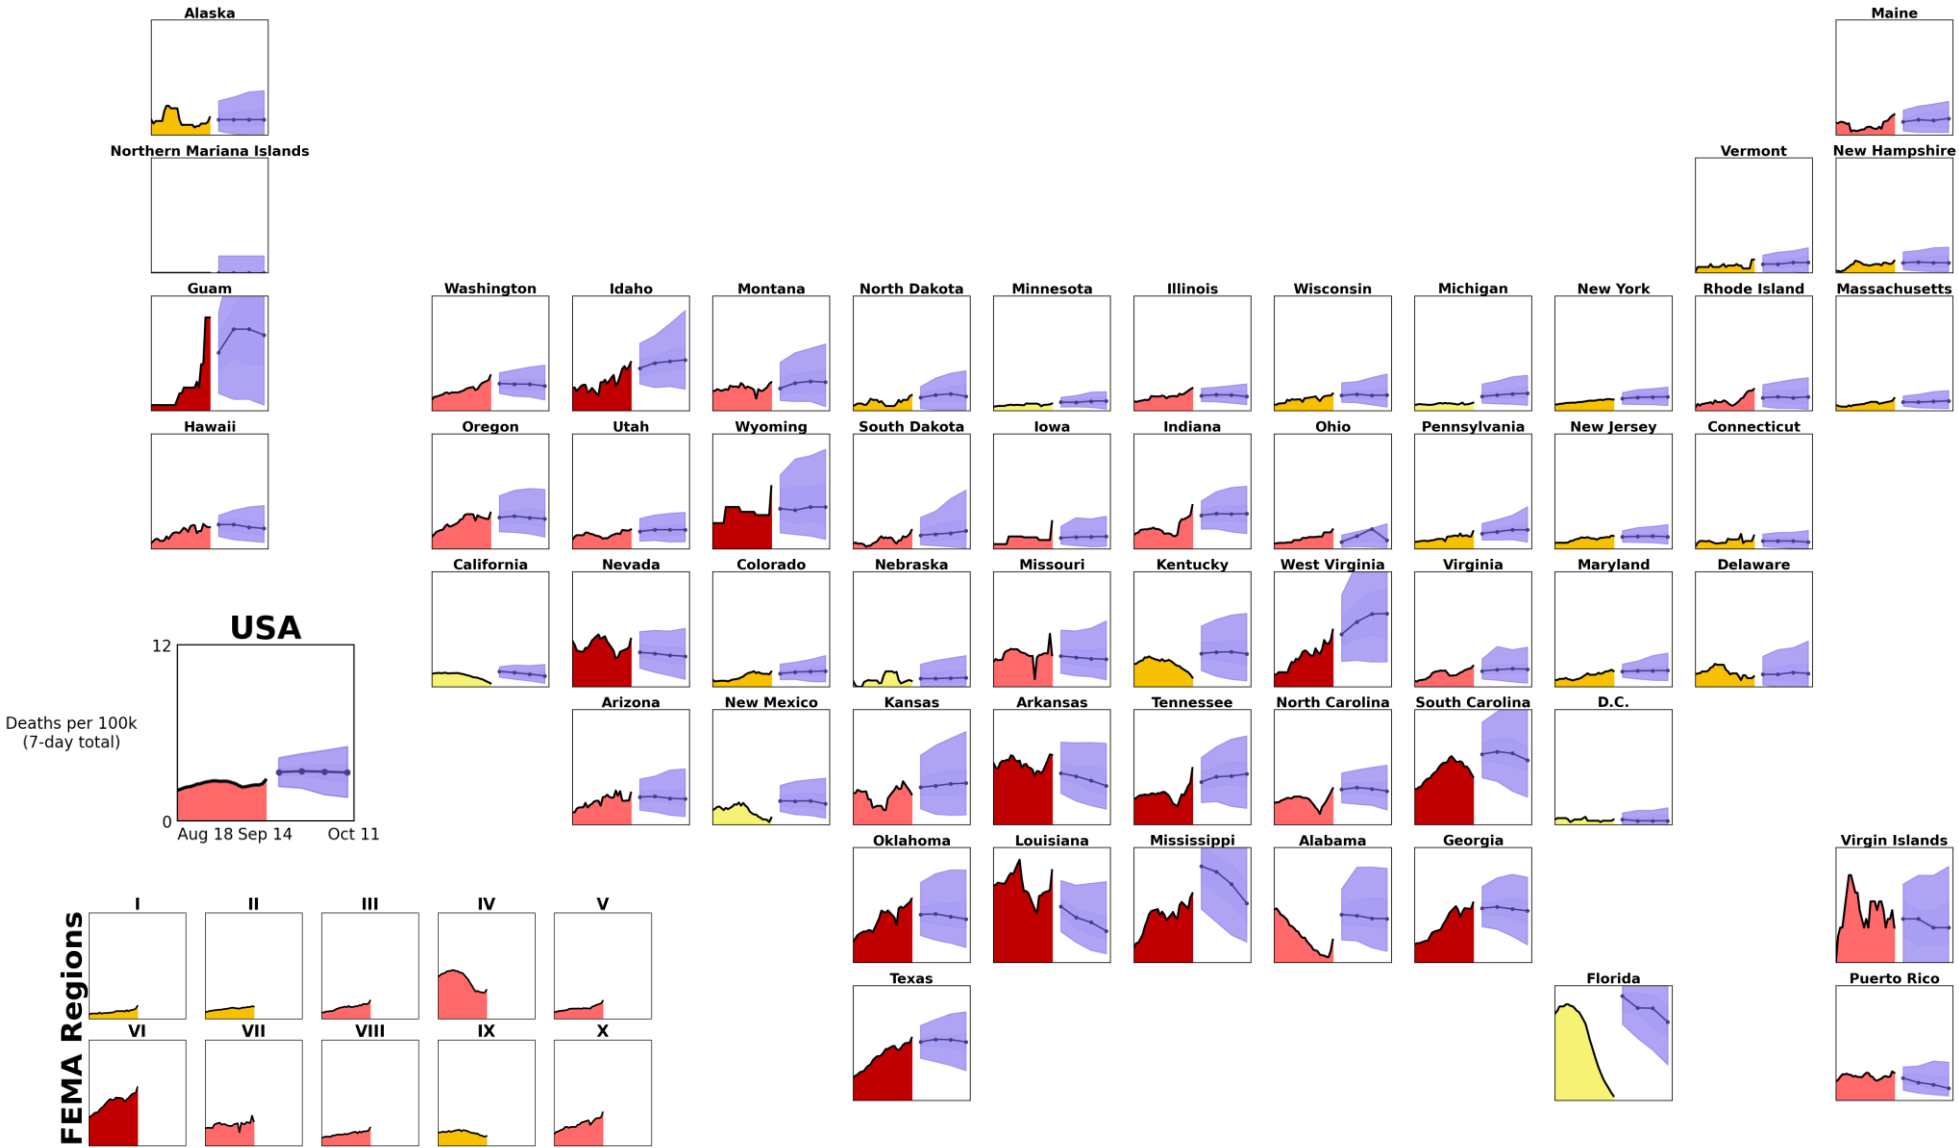 Alaska
Maine
Northern Mariana Islands
Vermont
New Hampshire
Guam
Washington
Idaho
Montana
North Dakota
Minnesota
Illinois
Wisconsin
Michigan
New York
Rhode Island
Massachusetts
Hawaii
Oregon
Utah
Wyoming
South Dakota
Iowa
Indiana
Ohio
Pennsylvania
New Jersey
Connecticut
California
Nevada
Colorado
Nebraska
Missouri
Kentucky
West Virginia
Virginia
Maryland
Delaware
USA
12
Deaths per 100k
(7-day total)
0
Aug 18 Sep 14 Oct 11
Arizona
New Mexico
Kansas
Arkansas
Tennessee
North Carolina
South Carolina
D.C.
Oklahoma
Louisiana
Mississippi
Alabama
Georgia
Virgin Islands
Texas
Florida
Puerto Rico
FEMA Regions
I
II
III
IV
V
VI
VII
VIII
IX
X